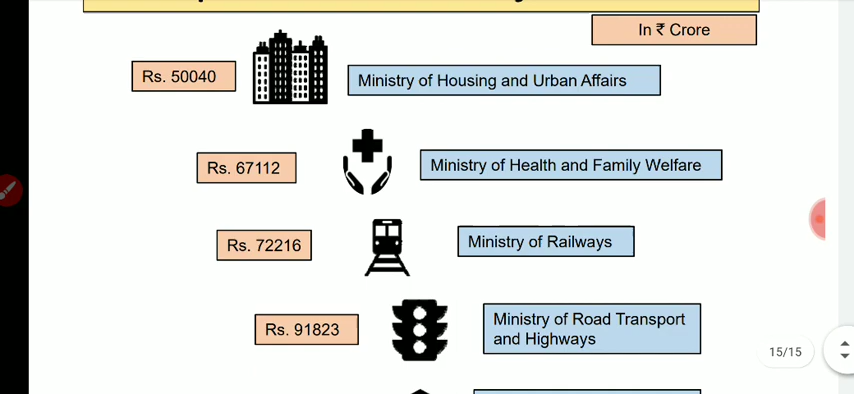 In ₹ Crore
Rs. 50040
Ministry of Housing and Urban Affairs
Rs. 67112
Ministry of Health and Family Welfare
Rs. 72216
Ministry of Railways
Rs. 91823
Ministry of Road Transport
and Highways
15/15